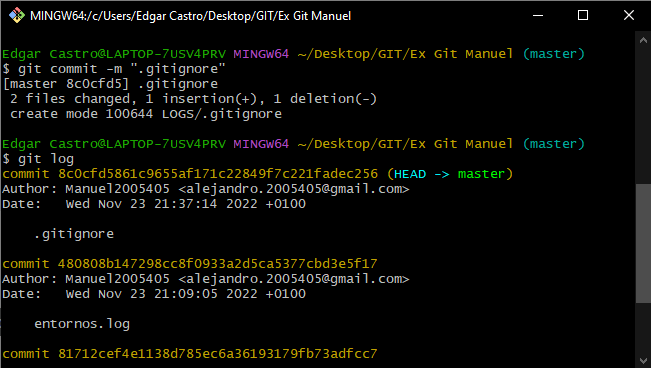 MINGW64:/c/Users/Edgar Castro/Desktop/GIT/Ex Git Manuel
Edgar Castro@LAPTOP-7USV4PRV MINGW64 ~/Desktop/GIT/Ex Git Manuel (master)
$ git commit -m ".gitignore"
[master 8c0cfd5] .gitignore
 2 files changed, 1 insertion(+), 1 deletion(-)
 create mode 100644 LOGS/.gitignore
Edgar Castro@LAPTOP-7USV4PRV MINGW64 ~/Desktop/GIT/Ex Git Manuel (master)
$ git log
commit 8c0cfd5861c9655af171c22849f7c221fadec256 (HEAD -> master)
Author: Manuel2005405 <alejandro.2005405@gmail.com>
Date:   Wed Nov 23 21:37:14 2022 +0100
    .gitignore
commit 480808b147298cc8f0933a2d5ca5377cbd3e5f17
Author: Manuel2005405 <alejandro.2005405@gmail.com>
Date:   Wed Nov 23 21:09:05 2022 +0100
    entornos.log
commit 81712cef4e1138d785ec6a36193179fb73adfcc7